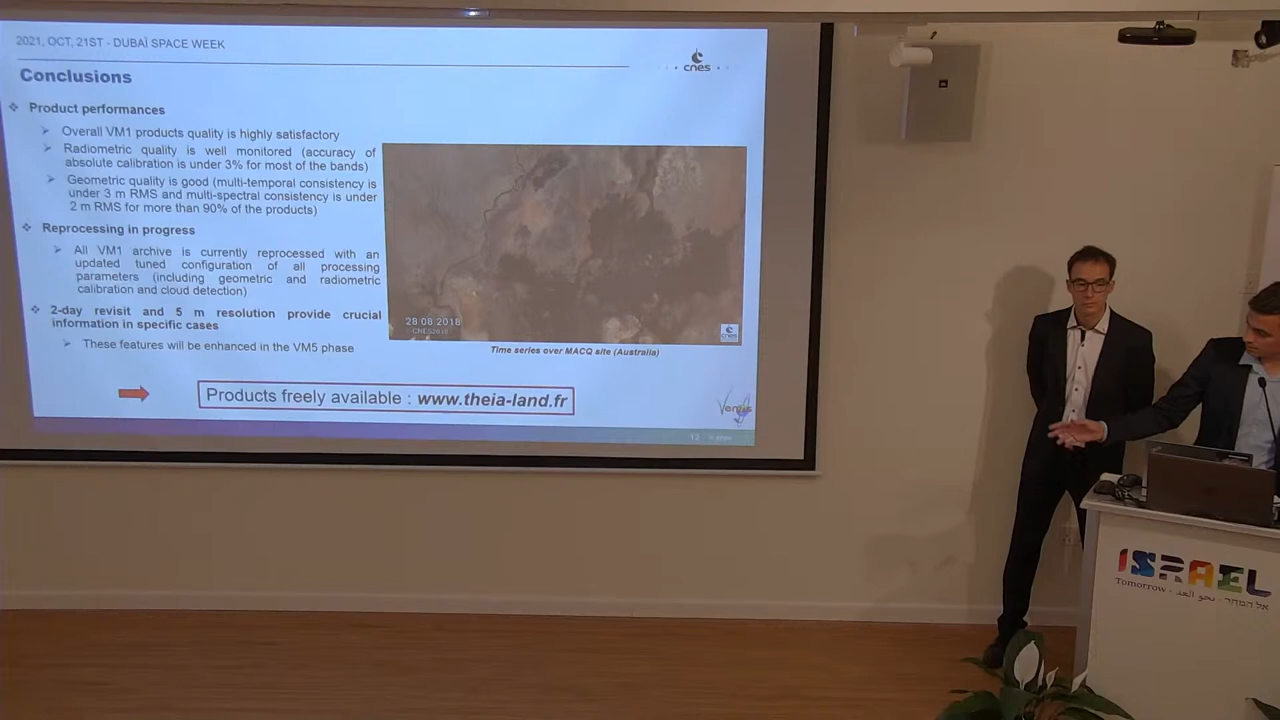 2021, OCT, 21ST - DUBAÏ SPACE WEEK
cnes
Conclusions
Product performances
Overall VM1 products quality is highly satisfactory
Radiometric quality is well monitored (accuracy of
absolute calibration is under 3% for most of the bands)
Geometric quality is good (multi-temporal consistency is
under 3 m RMS and multi-spectral consistency is under
2 m RMS for more than 90% of the products)
Reprocessing in progress
All VM1 archive is currently reprocessed with an
updated tuned configuration of all processing
parameters (including geometric and radiometric
calibration and cloud detection)
2-day revisit and 5 m resolution provide crucial
information in specific cases
These features will be enhanced in the VM5 phase
28.08.2018
cnes
Time series over MACQ site (Australia)
Products freely available : www.theia-land.fr
12
ISRAEL
Tomorrow - نحو الغد - אל המחר